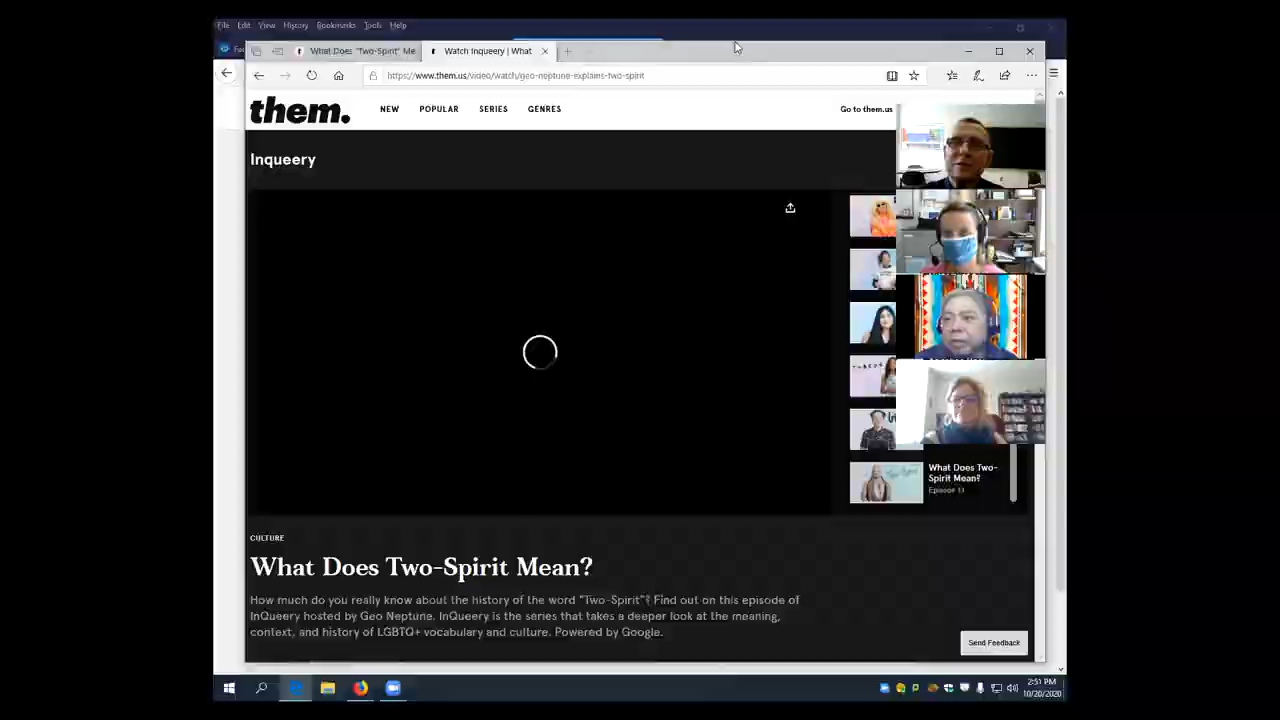 File Edit View History Bookmarks Tools Help
What Does "Two-Spirit" Me
Watch Inqueery | What
https://www.them.us/video/watch/geo-neptune-explains-two-spirit
them.
NEW POPULAR SERIES GENRES
Go to them.us
Inqueery
What Does Two-
Spirit Mean?
Episode 11
CULTURE
What Does Two-Spirit Mean?
How much do you really know about the history of the word "Two-Spirit"? Find out on this episode of
InQueery hosted by Geo Neptune. InQueery is the series that takes a deeper look at the meaning,
context, and history of LGBTQ+ vocabulary and culture. Powered by Google.
Send Feedback
2:31 PM
10/20/2020